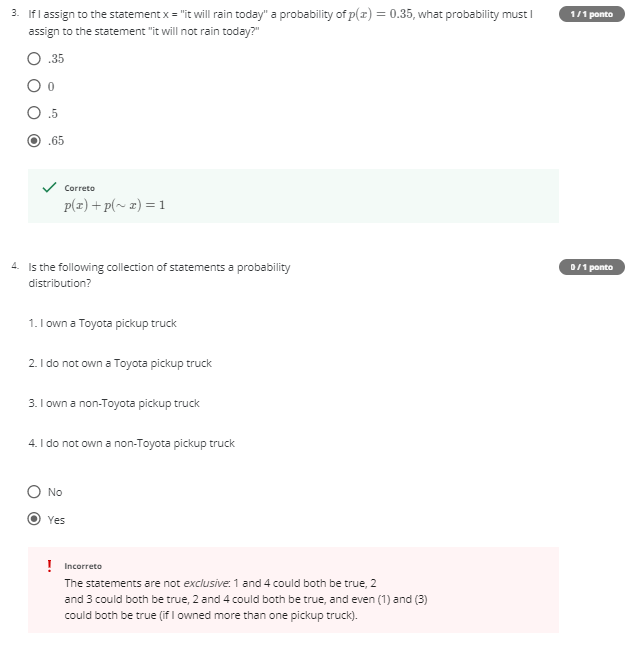 3. If I assign to the statement x = "it will rain today" a probability of p(x) = 0.35, what probability must I
1 / 1 ponto
assign to the statement "it will not rain today?"
.35
0
.5
.65
Correto
p(x) + p(∼ x) = 1
4. Is the following collection of statements a probability
0 / 1 ponto
distribution?
1. I own a Toyota pickup truck
2. I do not own a Toyota pickup truck
3. I own a non-Toyota pickup truck
4. I do not own a non-Toyota pickup truck
No
Yes
! Incorreto
The statements are not exclusive: 1 and 4 could both be true, 2
and 3 could both be true, 2 and 4 could both be true, and even (1) and (3)
could both be true (if I owned more than one pickup truck).